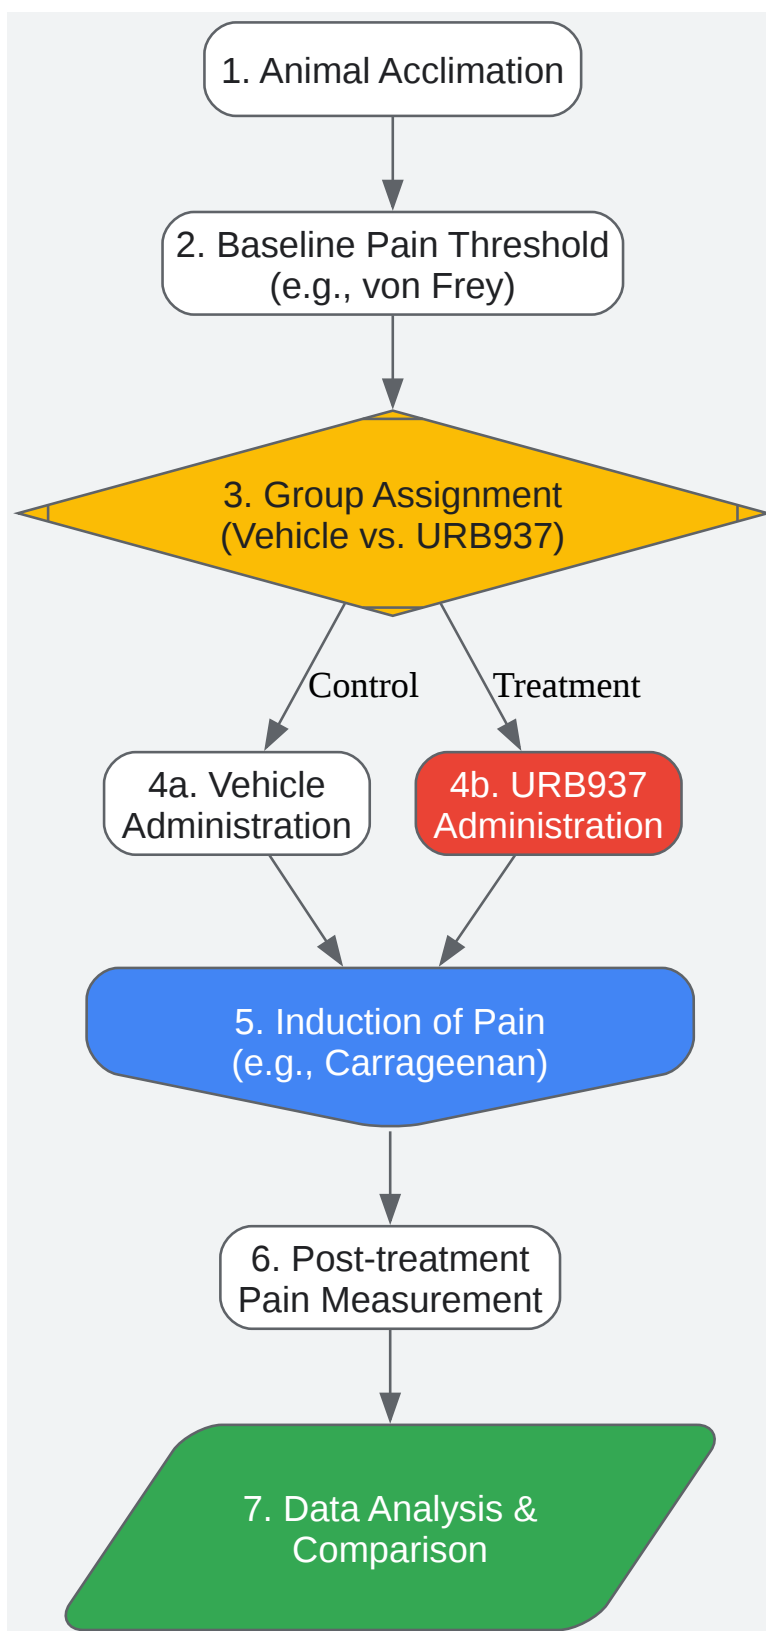 1. Animal Acclimation
2. Baseline Pain Threshold
(e.g., von Frey)
3. Group Assignment
(Vehicle vs. URB937)
Control
Treatment
4a. Vehicle
Administration
4b. URB937
Administration
5. Induction of Pain
(e.g., Carrageenan)
6. Post-treatment
Pain Measurement
7. Data Analysis &
Comparison